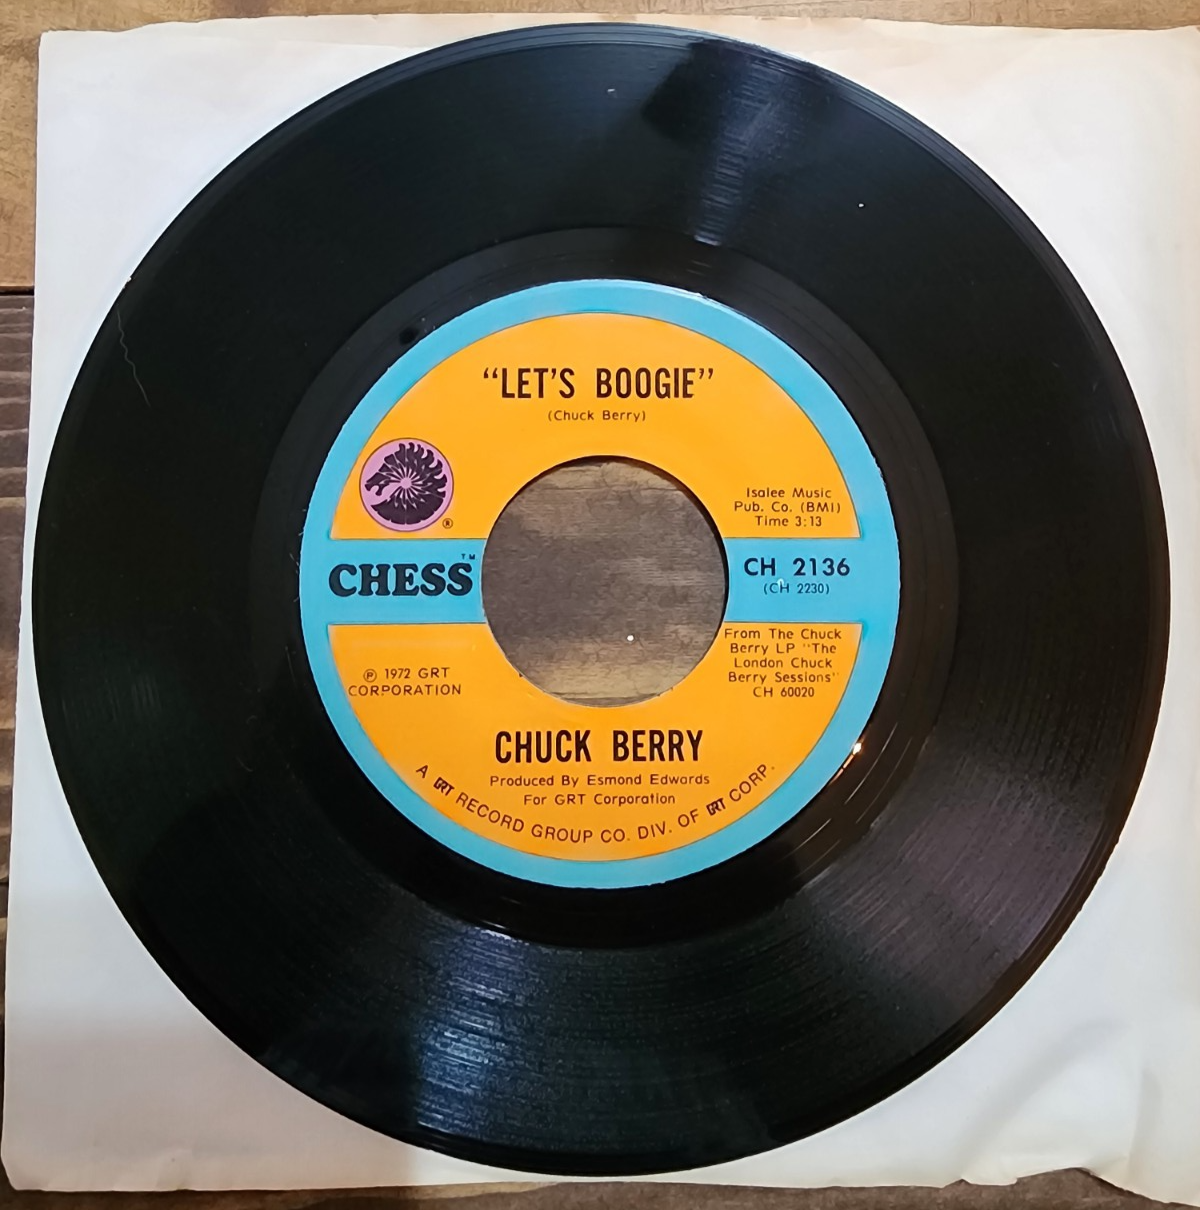 “LET’S BOOGIE”
(Chuck Berry)
Isalee Music
Pub. Co. (BMI)
Time 3:13
®
CHESS™
CH 2136
(CH 2230)
From The Chuck
Berry LP “The
London Chuck
Berry Sessions”
CH 60020
℗ 1972 GRT
CORPORATION
CHUCK BERRY
Produced By Esmond Edwards
For GRT Corporation
A GRT RECORD GROUP CO. DIV. OF GRT CORP.